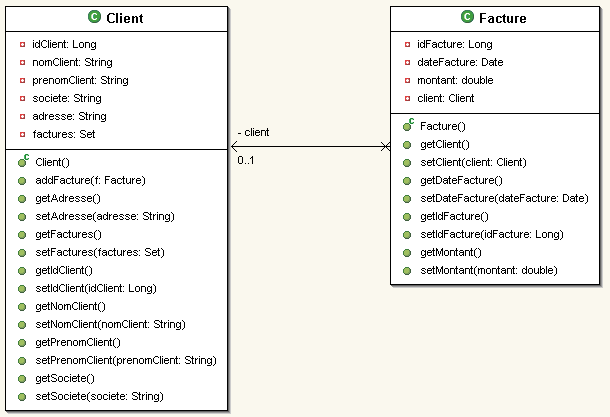 C Client
idClient: Long
nomClient: String
prenomClient: String
societe: String
adresse: String
factures: Set
c Client()
addFacture(f: Facture)
getAdresse()
setAdresse(adresse: String)
getFactures()
setFactures(factures: Set)
getIdClient()
setIdClient(idClient: Long)
getNomClient()
setNomClient(nomClient: String)
getPrenomClient()
setPrenomClient(prenomClient: String)
getSociete()
setSociete(societe: String)
- client
0..1
C Facture
idFacture: Long
dateFacture: Date
montant: double
client: Client
c Facture()
getClient()
setClient(client: Client)
getDateFacture()
setDateFacture(dateFacture: Date)
getIdFacture()
setIdFacture(idFacture: Long)
getMontant()
setMontant(montant: double)